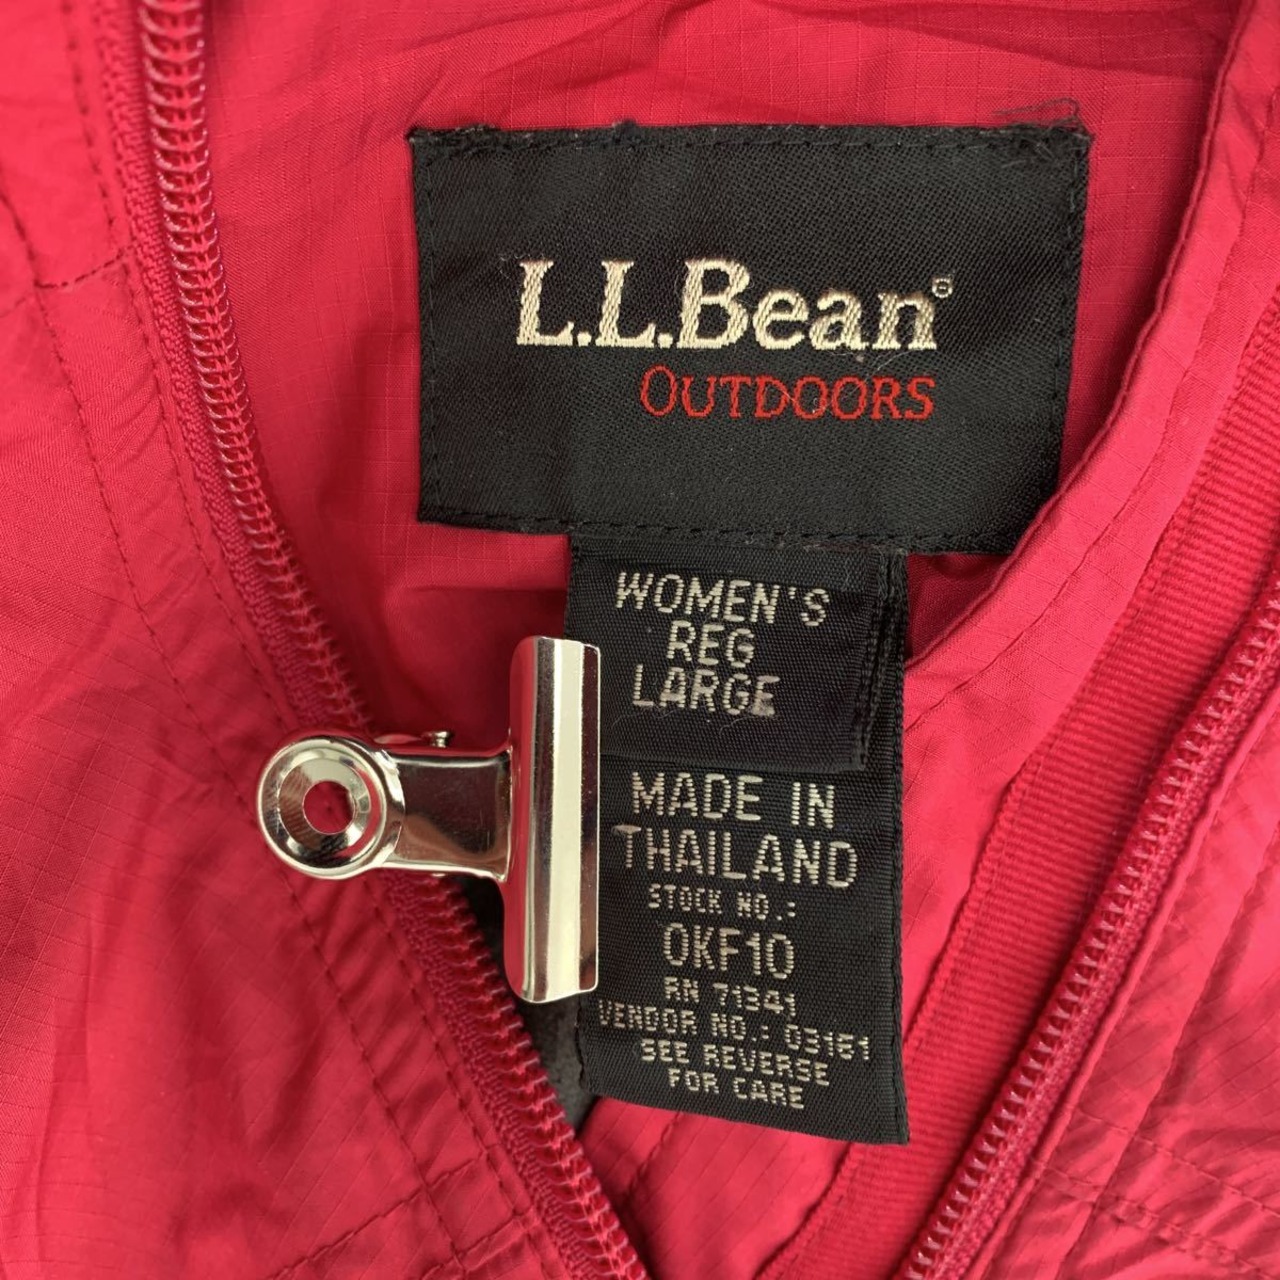 L.L.Bean®
OUTDOORS
WOMEN'S
REG
LARGE
MADE IN
THAILAND
STOCK NO.:
0KF10
RN 71341
VENDOR NO.: 03161
SEE REVERSE
FOR CARE